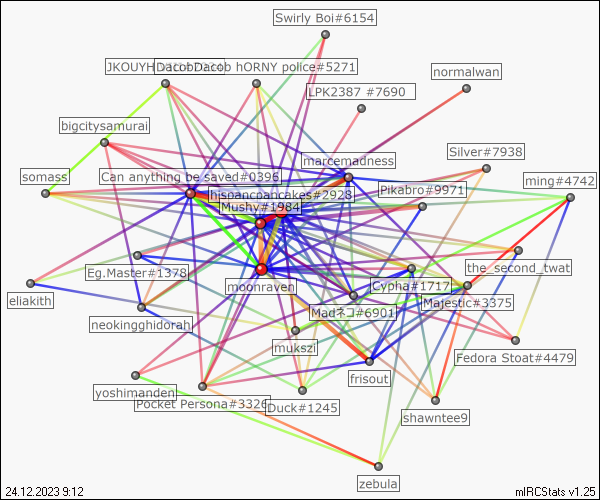 Swirly Boi#6154
JKOUYHDacobDacob hORNY police#5271
normalwan
LPK2387 #7690
bigcitysamurai
marcemadness
Silver#7938
somass
Can anything be saved#0396
ming#4742
Pikabro#9971
hispancakes#2928
Mushy#1984
the_second_twat
Eg.Master#1378
moonraven
Cypha#1717
eliakith
neokingghidorah
Madネコ#6901
Majestic#3375
mukszi
Fedora Stoat#4479
frisout
yoshimanden
Pocket Persona#3326
Duck#1245
shawntee9
zebula
24.12.2023 9:12
mIRCStats v1.25